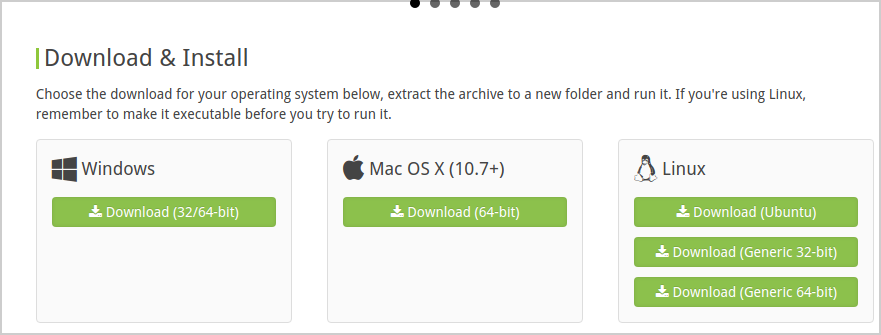 Download & Install
Choose the download for your operating system below, extract the archive to a new folder and run it. If you're using Linux,
remember to make it executable before you try to run it.
Windows
Download (32/64-bit)
Mac OS X (10.7+)
Download (64-bit)
Linux
Download (Ubuntu)
Download (Generic 32-bit)
Download (Generic 64-bit)